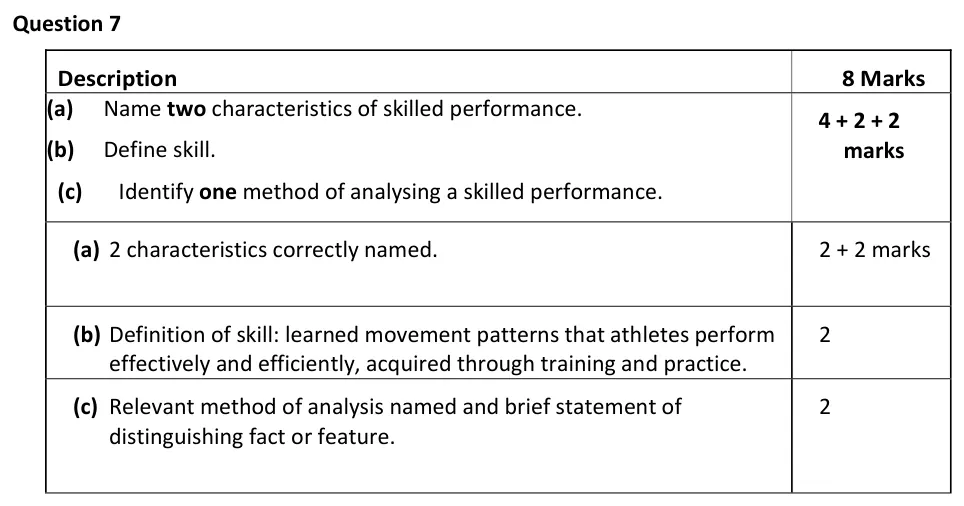 Question 7
Description 8 Marks
(a) Name two characteristics of skilled performance.
4 + 2 + 2
marks
(b) Define skill.
(c) Identify one method of analysing a skilled performance.
(a) 2 characteristics correctly named. 2 + 2 marks
(b) Definition of skill: learned movement patterns that athletes perform 2
effectively and efficiently, acquired through training and practice.
(c) Relevant method of analysis named and brief statement of 2
distinguishing fact or feature.